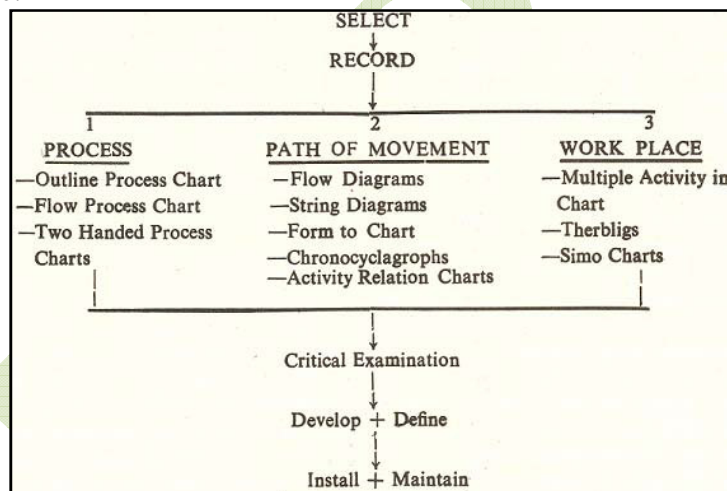 SELECT
RECORD
1
PROCESS
—Outline Process Chart
—Flow Process Chart
—Two Handed Process
Charts
2
PATH OF MOVEMENT
—Flow Diagrams
—String Diagrams
—Form to Chart
—Chronocyclagrophs
—Activity Relation Charts
3
WORK PLACE
—Multiple Activity in
Chart
—Therbligs
—Simo Charts
Critical Examination
Develop + Define
Install + Maintain